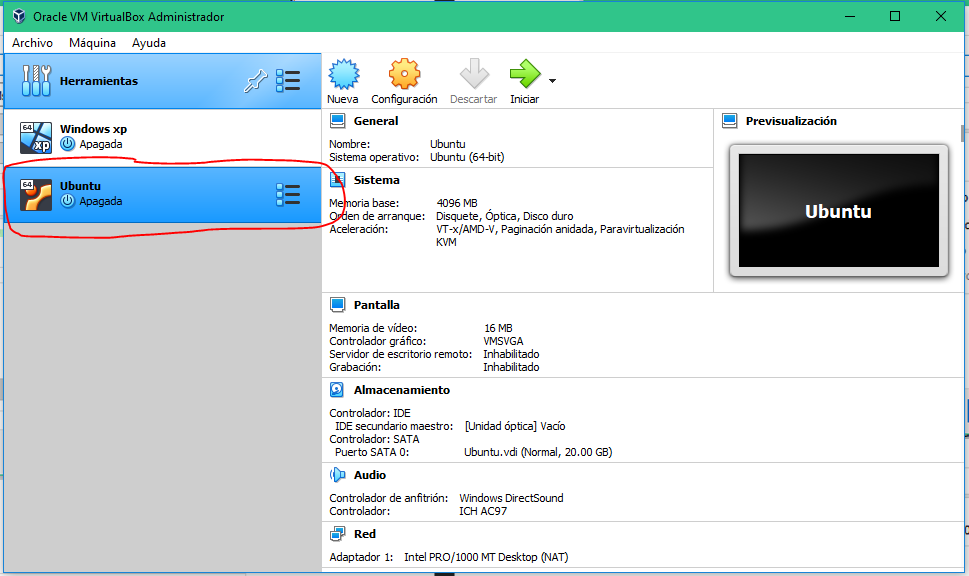 Oracle VM VirtualBox Administrador
Archivo Máquina Ayuda
Herramientas
Nueva Configuración Descartar Iniciar
64
xp
Windows xp
Apagada
64
Ubuntu
Apagada
General
Nombre: Ubuntu
Sistema operativo: Ubuntu (64-bit)
Sistema
Memoria base: 4096 MB
Orden de arranque: Disquete, Óptica, Disco duro
Aceleración: VT-x/AMD-V, Paginación anidada, Paravirtualización
KVM
Previsualización
Ubuntu
Pantalla
Memoria de vídeo: 16 MB
Controlador gráfico: VMSVGA
Servidor de escritorio remoto: Inhabilitado
Grabación: Inhabilitado
Almacenamiento
Controlador: IDE
IDE secundario maestro: [Unidad óptica] Vacío
Controlador: SATA
Puerto SATA 0: Ubuntu.vdi (Normal, 20.00 GB)
Audio
Controlador de anfitrión: Windows DirectSound
Controlador: ICH AC97
Red
Adaptador 1: Intel PRO/1000 MT Desktop (NAT)